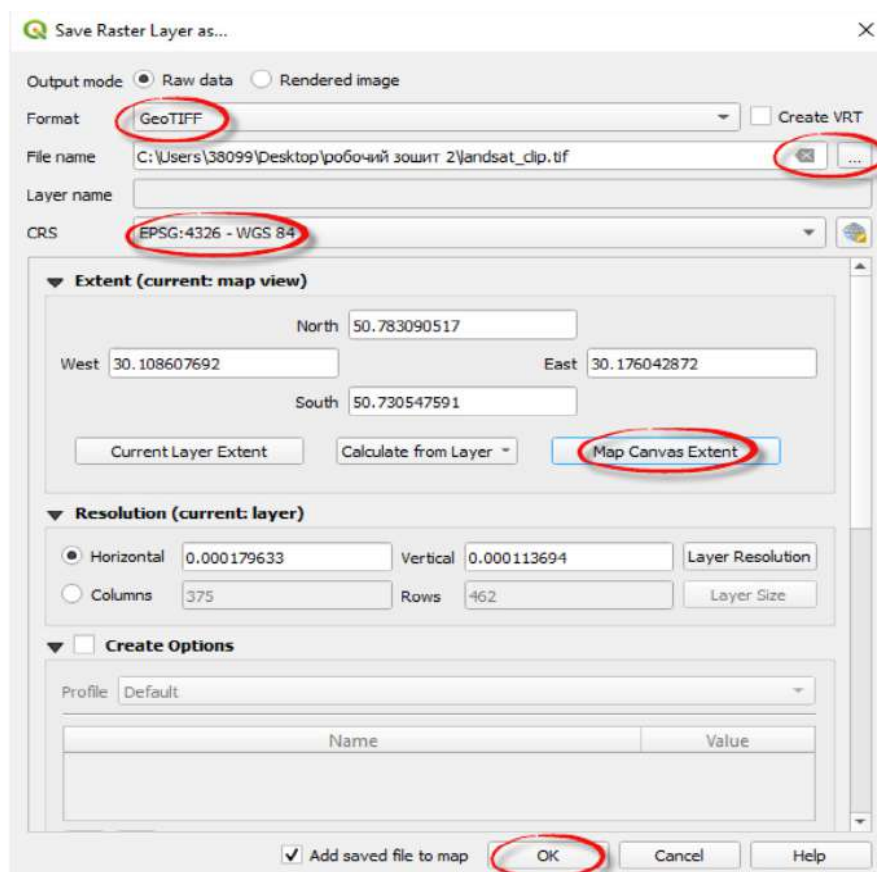 Save Raster Layer as...
Output mode Raw data Rendered image
Format GeoTIFF Create VRT
File name C:\Users\38099\Desktop\робочий зошит 2\landsat_clip.tif ...
Layer name
CRS EPSG:4326 - WGS 84
Extent (current: map view)
North 50.783090517
West 30.108607692 East 30.176042872
South 50.730547591
Current Layer Extent Calculate from Layer Map Canvas Extent
Resolution (current: layer)
Horizontal 0.000179633 Vertical 0.000113694 Layer Resolution
Columns 375 Rows 462 Layer Size
Create Options
Profile Default
Name Value
Add saved file to map OK Cancel Help